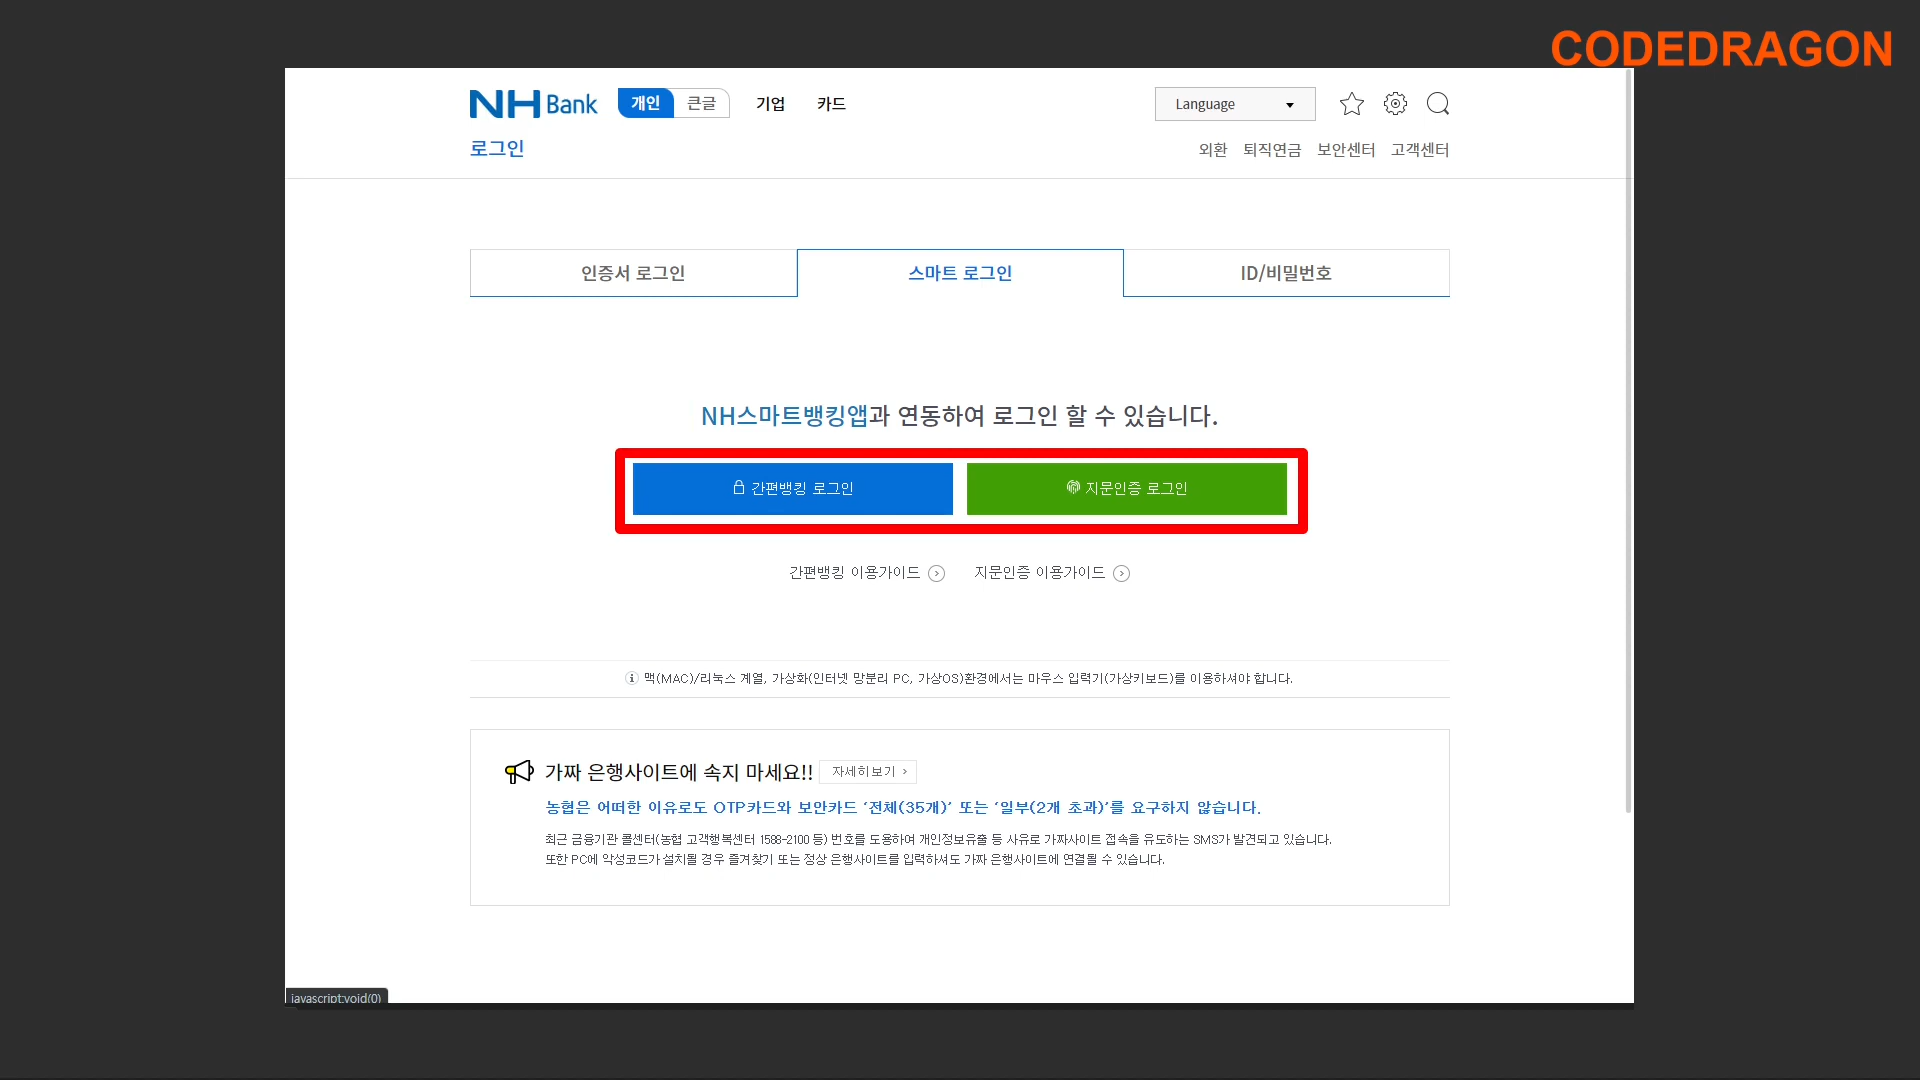 CODEDRAGON
NH Bank 개인 큰글 기업 카드 Language
로그인 외환 퇴직연금 보안센터 고객센터
인증서 로그인 스마트 로그인 ID/비밀번호
NH스마트뱅킹앱과 연동하여 로그인 할 수 있습니다.
간편뱅킹 로그인 지문인증 로그인
간편뱅킹 이용가이드 지문인증 이용가이드
맥(MAC)/리눅스 계열, 가상화(인터넷 망분리 PC, 가상OS)환경에서는 마우스 입력기(가상키보드)를 이용하셔야 합니다.
가짜 은행사이트에 속지 마세요!! 자세히보기
농협은 어떠한 이유로도 OTP카드와 보안카드 ‘전체(35개)’ 또는 ‘일부(2개 초과)’를 요구하지 않습니다.
최근 금융기관 콜센터(농협 고객행복센터 1588-2100 등) 번호를 도용하여 개인정보유출 등 사유로 가짜사이트 접속을 유도하는 SMS가 발견되고 있습니다.
또한 PC에 악성코드가 설치될 경우 즐겨찾기 또는 정상 은행사이트를 입력하셔도 가짜 은행사이트에 연결될 수 있습니다.
javascript:void(0)